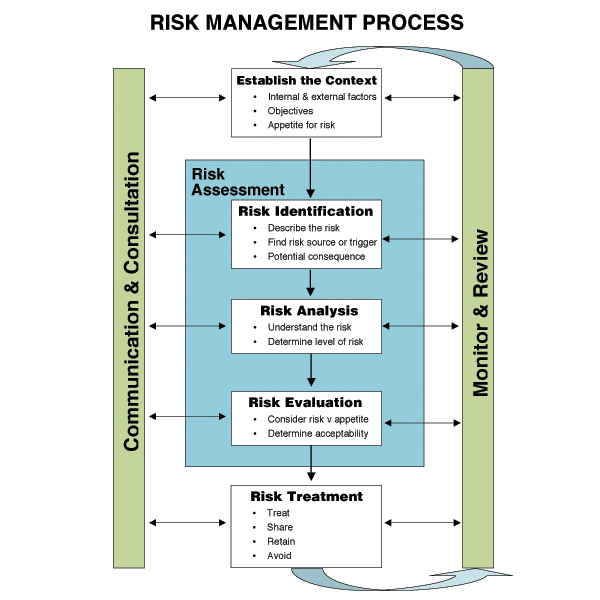 RISK MANAGEMENT PROCESS
Communication & Consultation
Establish the Context
• Internal & external factors
• Objectives
• Appetite for risk
Risk
Assessment
Risk Identification
• Describe the risk
• Find risk source or trigger
• Potential consequence
Risk Analysis
• Understand the risk
• Determine level of risk
Risk Evaluation
• Consider risk v appetite
• Determine acceptability
Risk Treatment
• Treat
• Share
• Retain
• Avoid
Monitor & Review